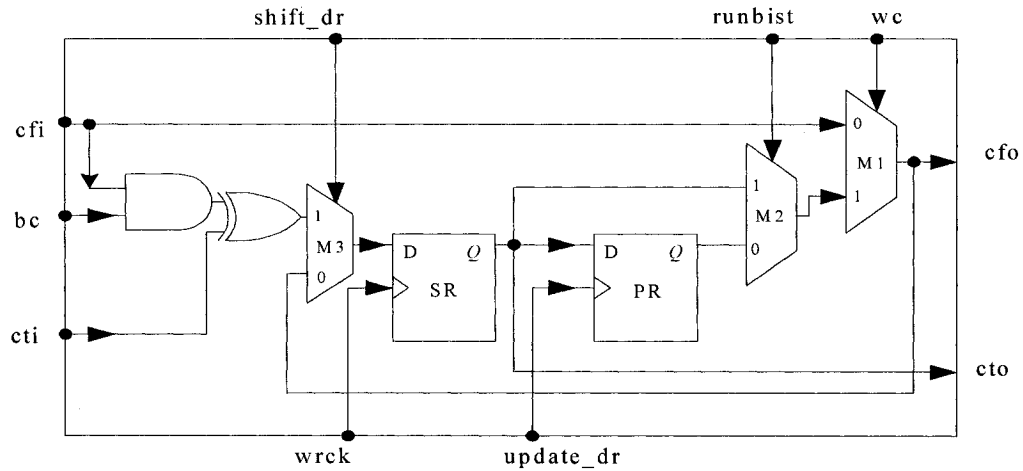 shift_dr
runbist
wc
cfi
0
M1
cfo
1
1
M2
bc
1
M3
D
Q
D
Q
0
0
SR
PR
cti
cto
wrck
update_dr